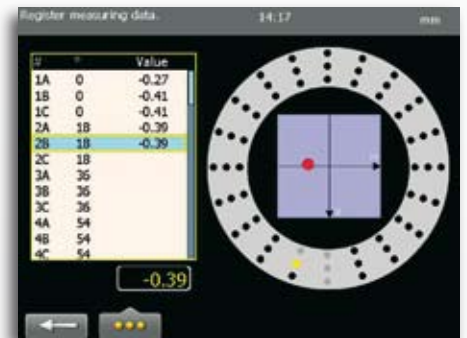 Register measuring data. 14:17 mm
# ° Value
1A 0 -0.27
1B 0 -0.41
1C 0 -0.41
2A 18 -0.39
2B 18 -0.39
2C 18
3A 36
3B 36
3C 36
4A 54
4B 54
4C 54
-0.39